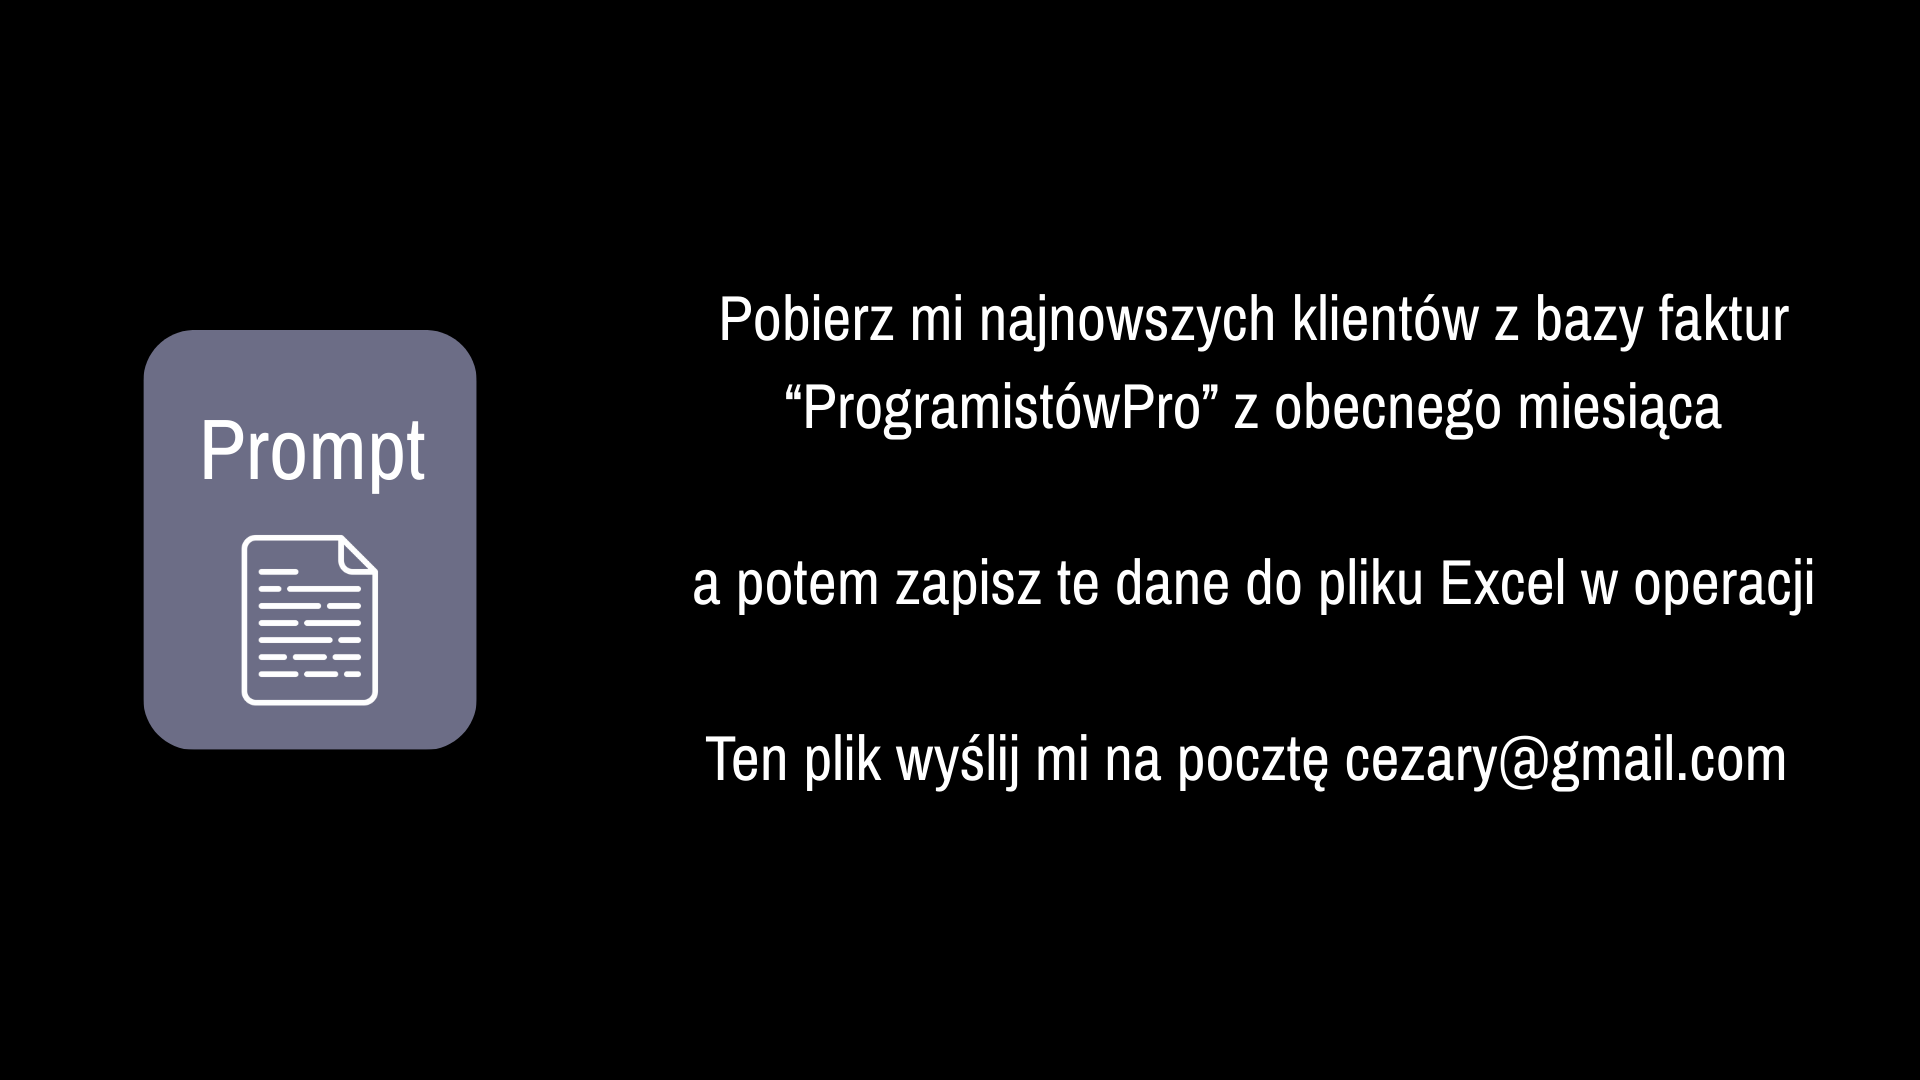 Prompt
Pobierz mi najnowszych klientów z bazy faktur
“ProgramistówPro” z obecnego miesiąca
a potem zapisz te dane do pliku Excel w operacji
Ten plik wyślij mi na pocztę cezary@gmail.com